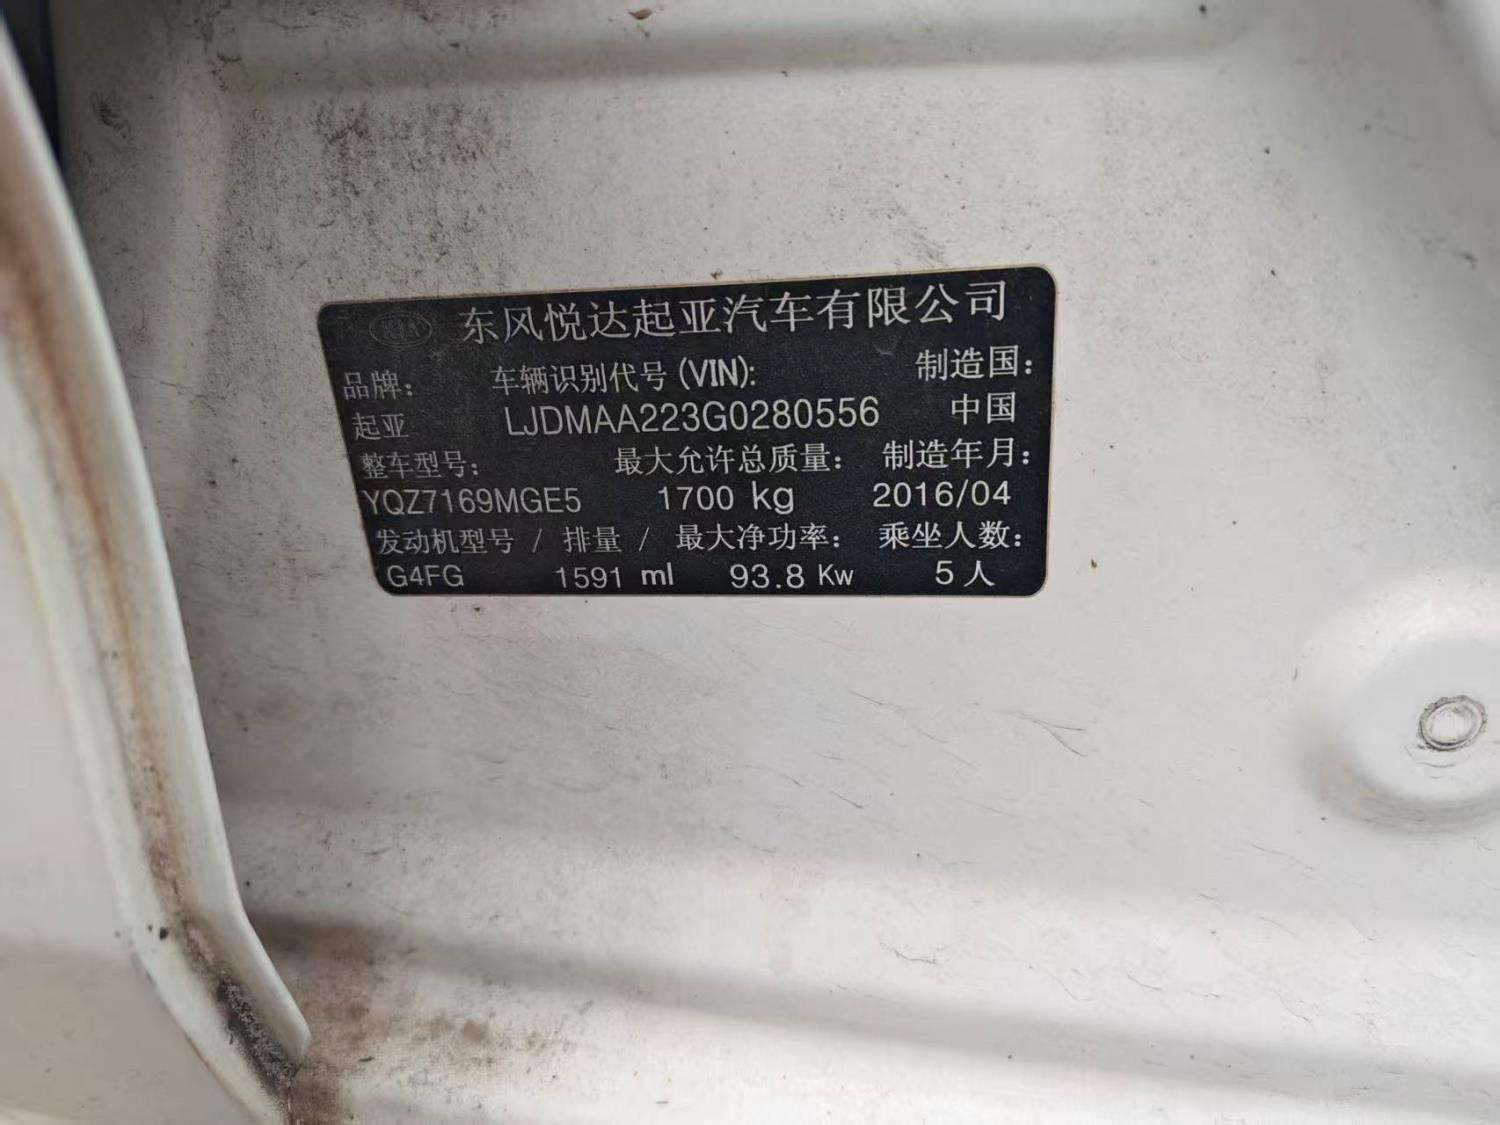 KIA 东风悦达起亚汽车有限公司
品牌： 车辆识别代号(VIN): 制造国：
起亚 LJDMAA223G0280556 中国
整车型号： 最大允许总质量： 制造年月：
YQZ7169MGE5 1700 kg 2016/04
发动机型号 / 排量 / 最大净功率： 乘坐人数：
G4FG 1591 ml 93.8 Kw 5人